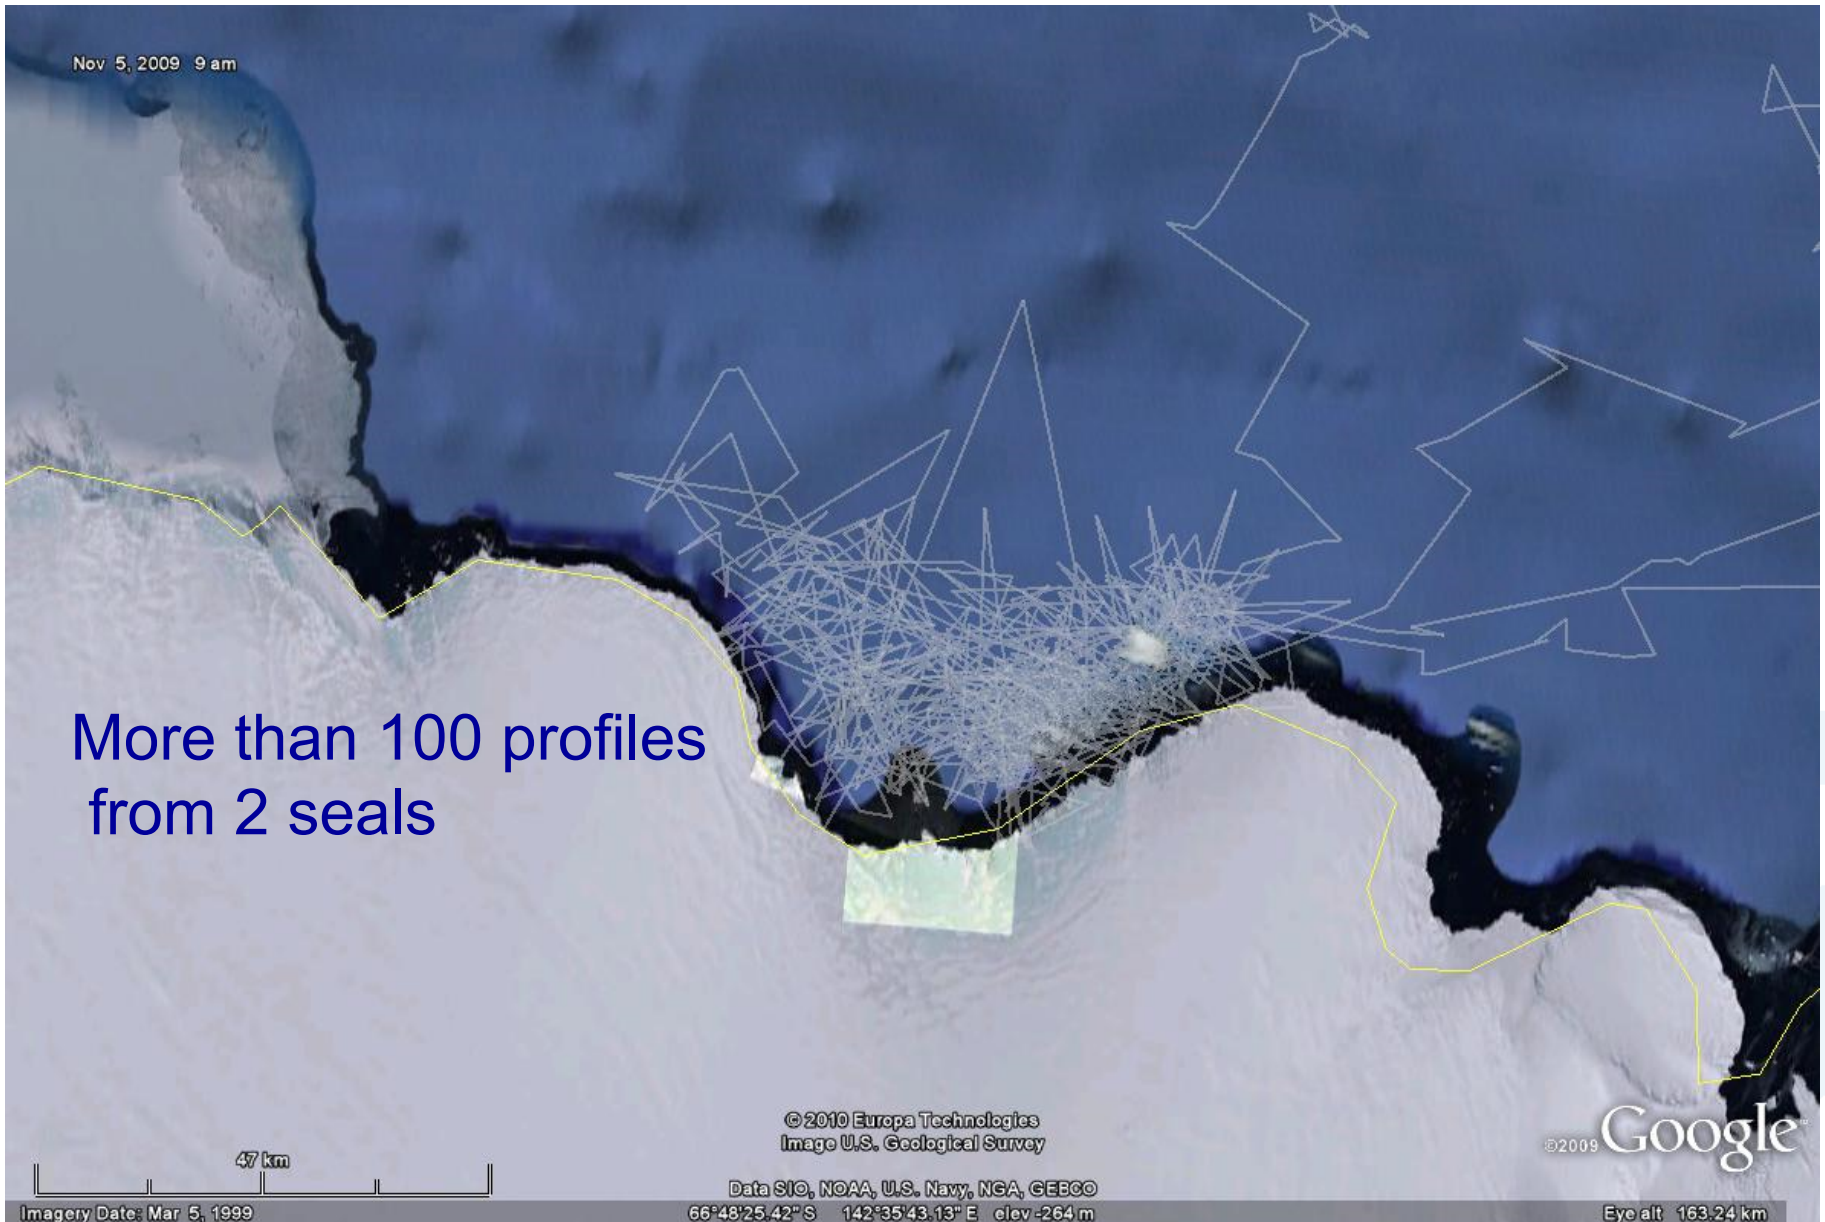 Nov 5, 2009 9 am
More than 100 profiles
from 2 seals
© 2010 Europa Technologies
Image U.S. Geological Survey
©2009 Google™
47 km
Data SIO, NOAA, U.S. Navy, NGA, GEBCO
Imagery Date: Mar 5, 1999
66°48'25.42" S 142°35'43.13" E elev -264 m
Eye alt 163.24 km